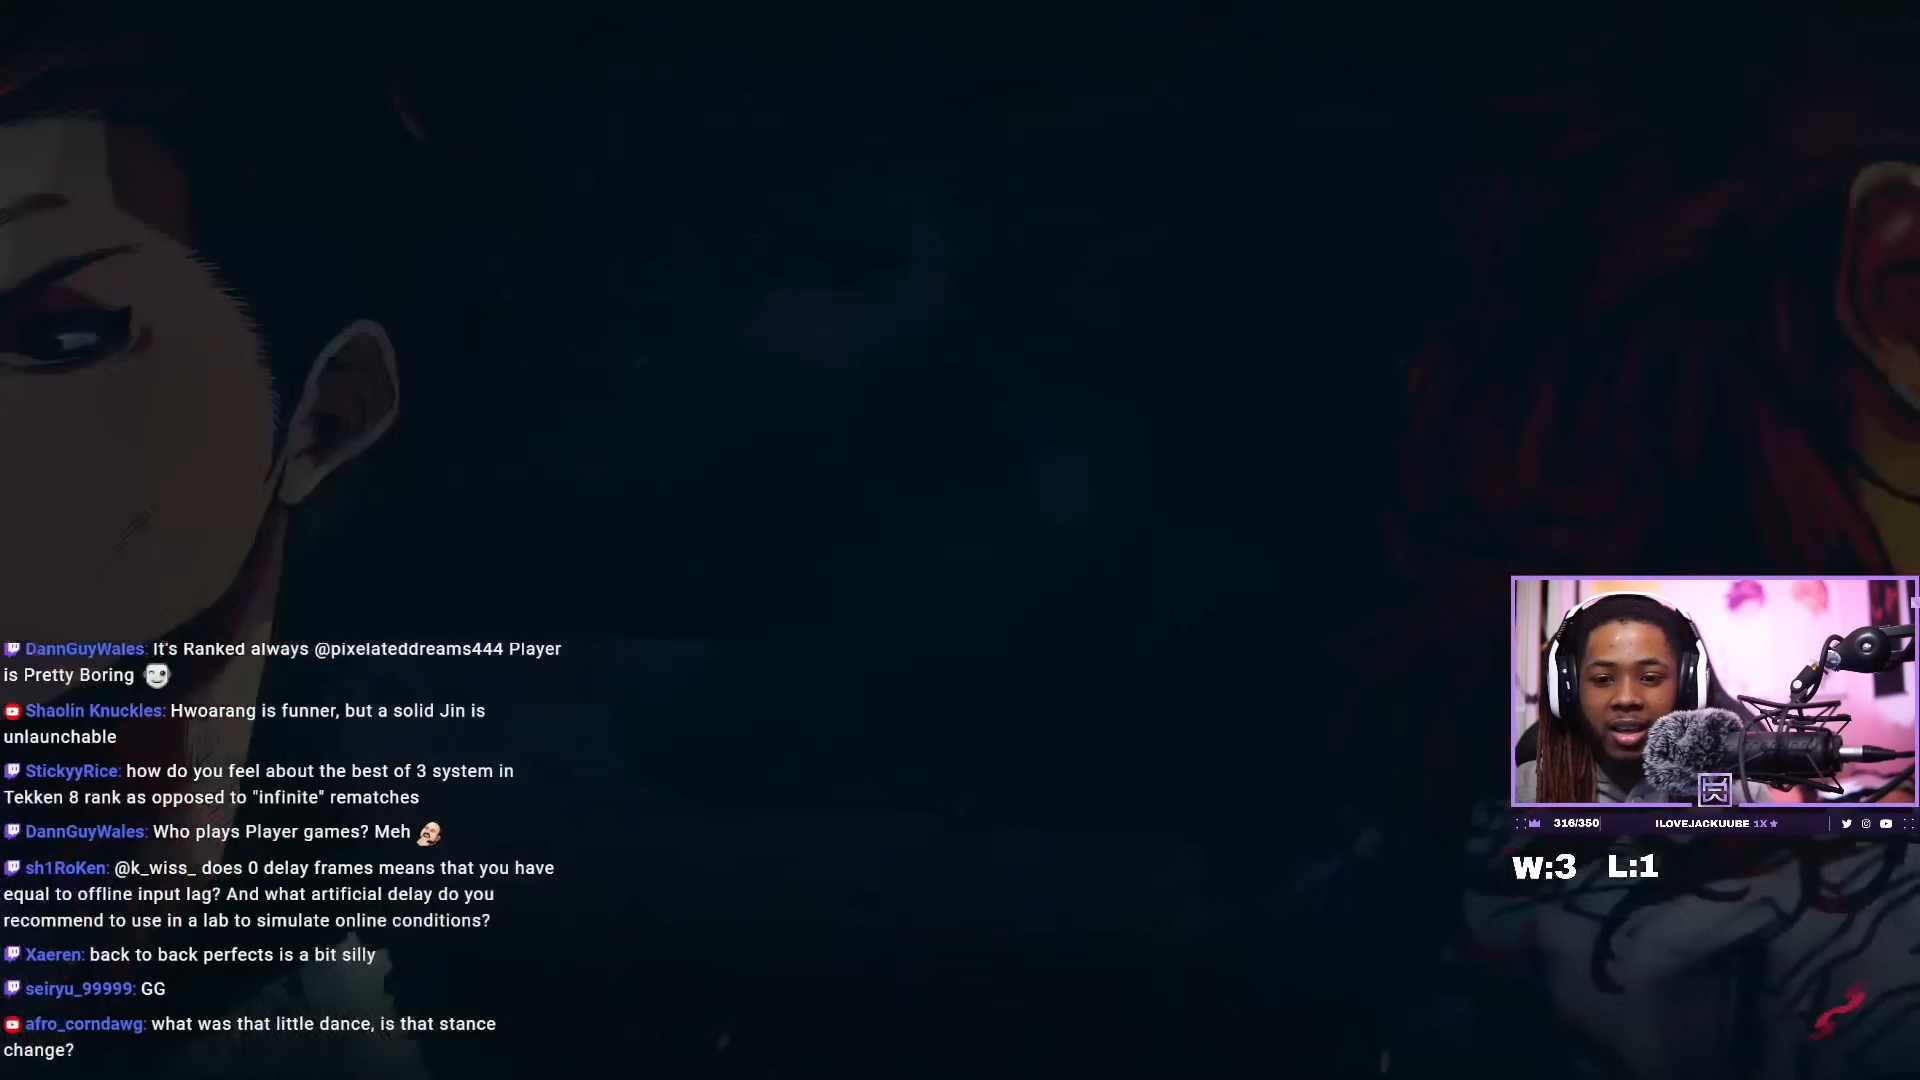 DannGuyWales: It's Ranked always @pixelateddreams444 Player
is Pretty Boring
Shaolin Knuckles: Hwoarang is funner, but a solid Jin is
unlaunchable
StickyyRice: how do you feel about the best of 3 system in
Tekken 8 rank as opposed to "infinite" rematches
DannGuyWales: Who plays Player games? Meh
sh1RoKen: @k_wiss_ does 0 delay frames means that you have
equal to offline input lag? And what artificial delay do you
recommend to use in a lab to simulate online conditions?
Xaeren: back to back perfects is a bit silly
seiryu_99999: GG
afro_corndawg: what was that little dance, is that stance
change?
316/350 ILOVEJACKUUBE 1X
W:3 L:1